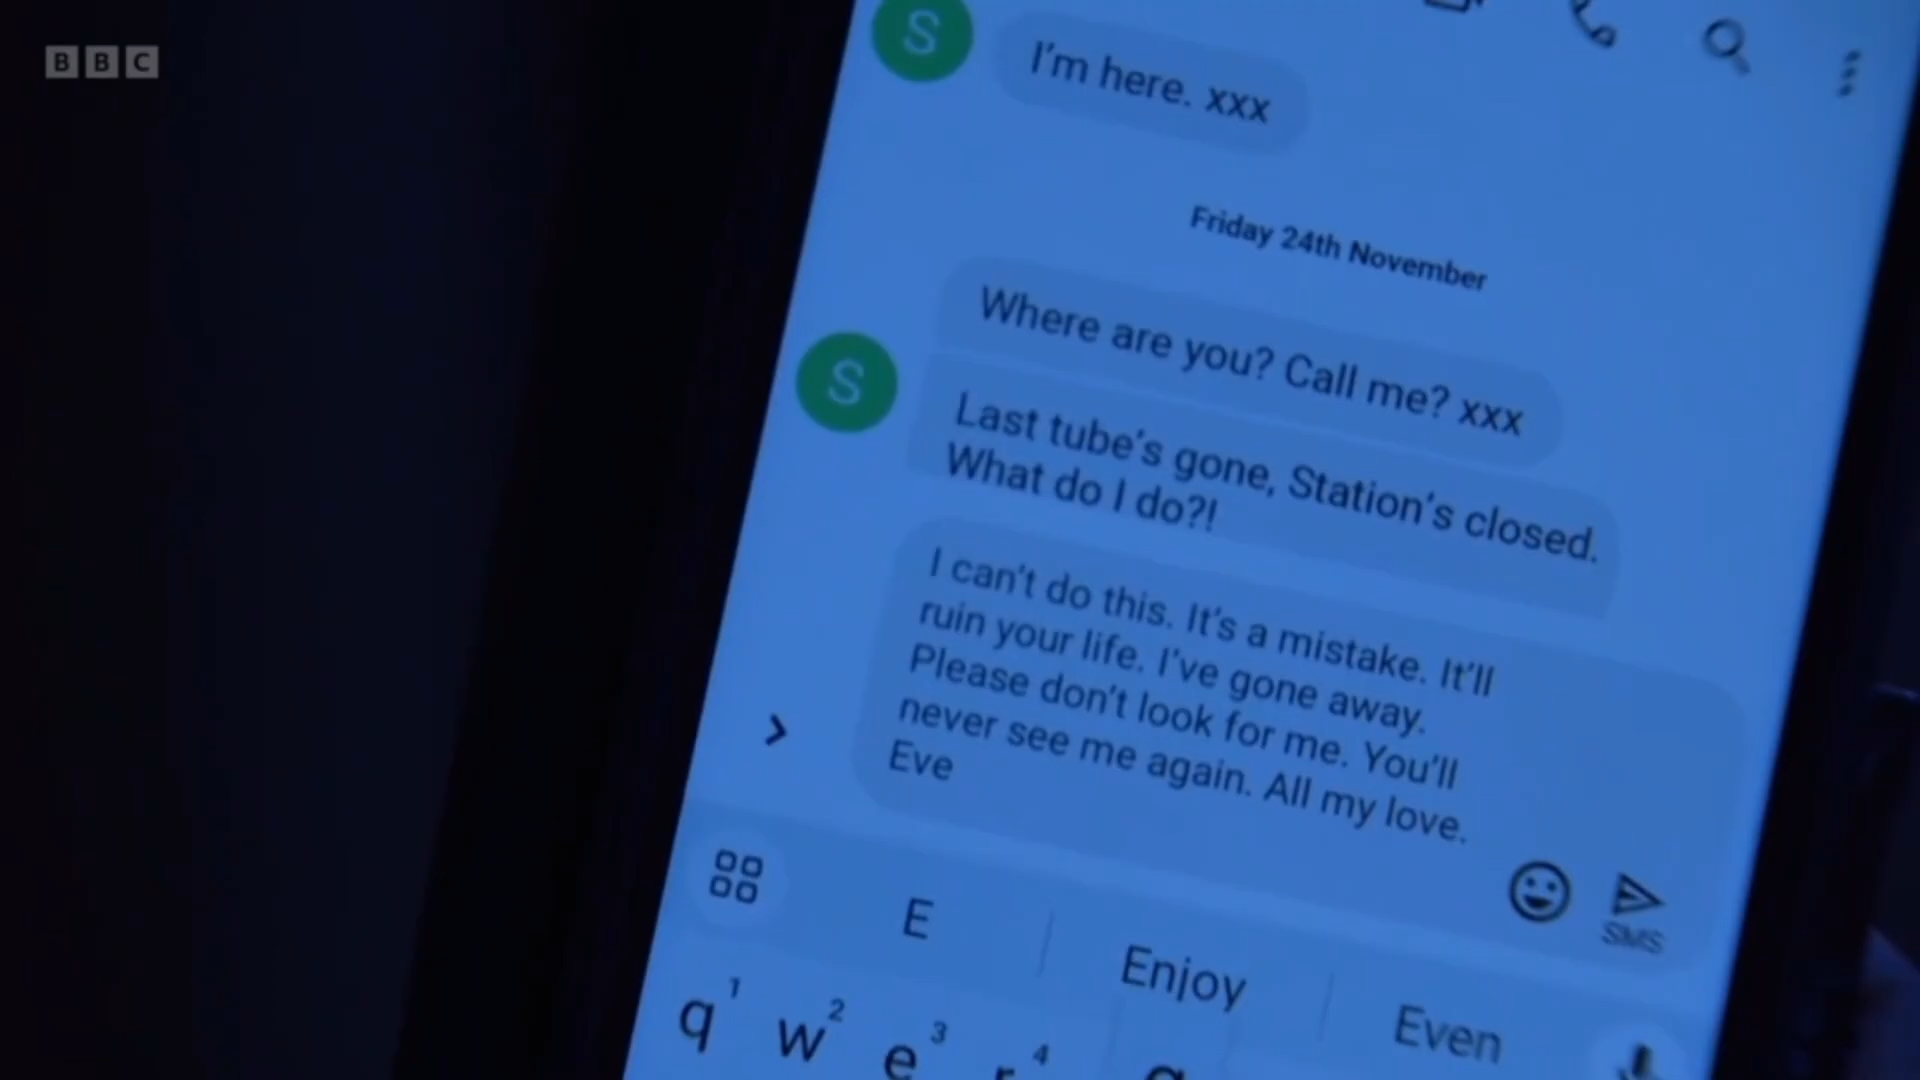 BBC
S
I'm here. xxx
Friday 24th November
Where are you? Call me? xxx
S
Last tube's gone, Station's closed.
What do I do?!
I can't do this. It's a mistake. It'll
ruin your life. I've gone away.
Please don't look for me. You'll
never see me again. All my love.
Eve
SMS
E
Enjoy
Even
1 2 3 4
q w e r